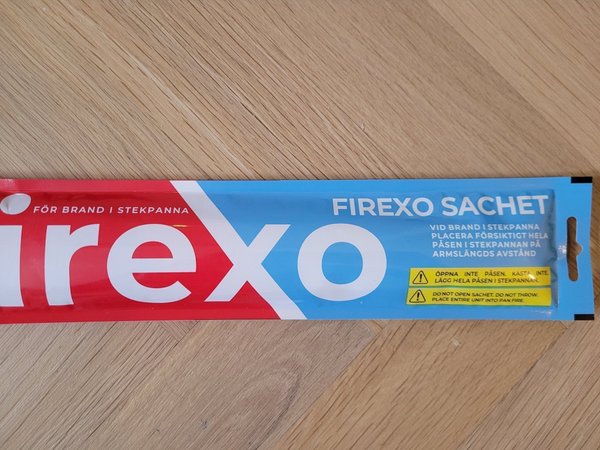 FÖR BRAND I STEKPANNA
irexo
FIREXO SACHET
VID BRAND I STEKPANNA
PLACERA FÖRSIKTIGT HELA
PÅSEN I STEKPANNAN PÅ
ARMSLÄNGDS AVSTÅND
ÖPPNA INTE PÅSEN, KASTA INTE.
LÄGG HELA PÅSEN I STEKPANNAN.
DO NOT OPEN SACHET, DO NOT THROW.
PLACE ENTIRE UNIT INTO PAN FIRE.